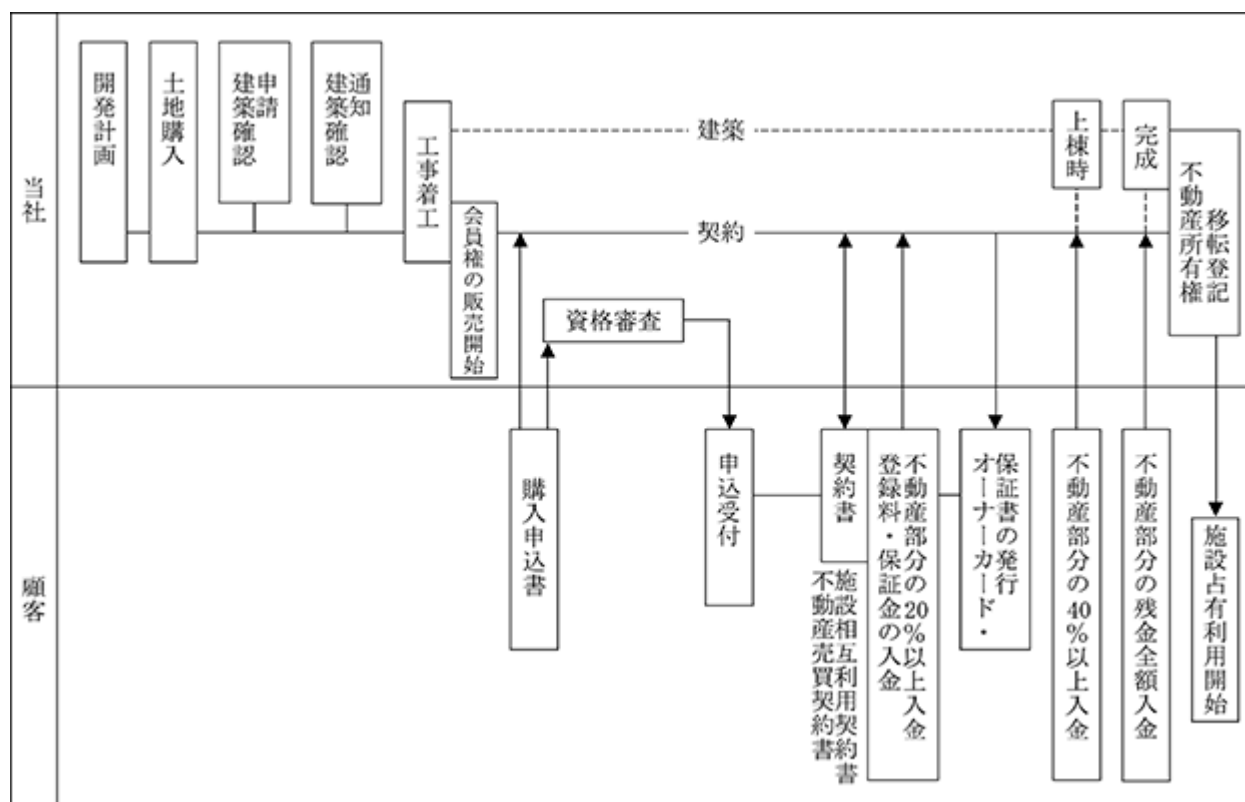 当社
開発計画
土地購入
建築確認
申請
建築確認
通知
工事着工
会員権の販売開始
建築
契約
上棟時
完成
不動産所有権
移転登記
資格審査
顧客
購入申込書
申込受付
契約書
不動産売買契約書
施設相互利用契約書
登録料・保証金の入金
不動産部分の20%以上入金
オーナーカード・
保証書の発行
不動産部分の40%以上入金
不動産部分の残金全額入金
施設占有利用開始